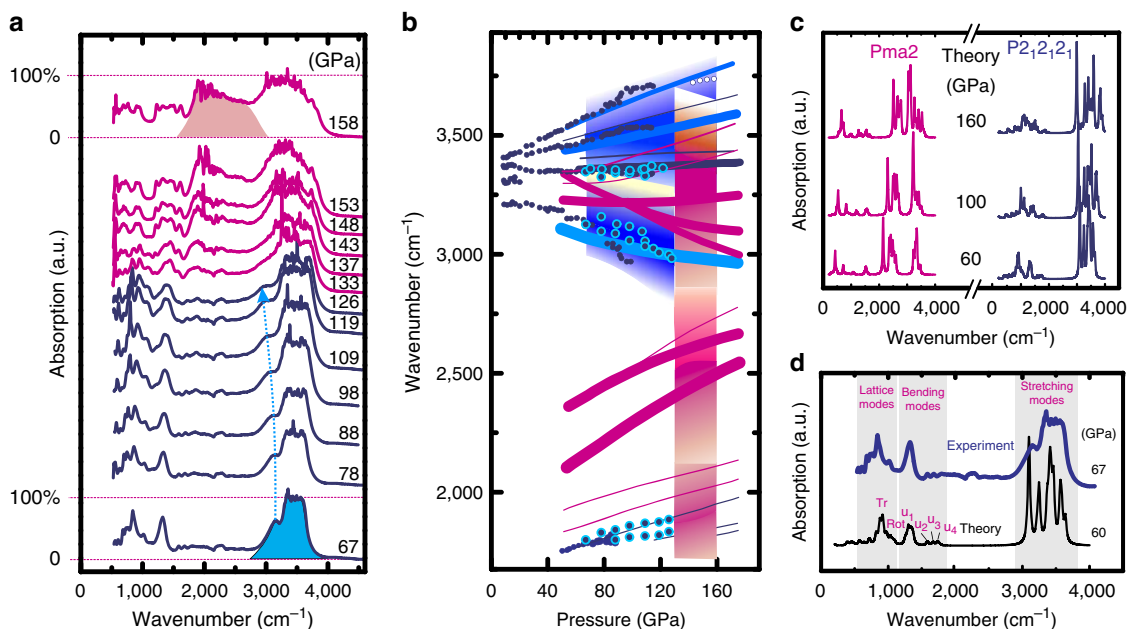 a
(GPa)
100%
158
0
153
148
143
137
133
126
119
109
98
88
78
100%
67
0
0 1,000 2,000 3,000 4,000
Absorption (a.u.)
Wavenumber (cm−1)
b
3,500
3,000
2,500
2,000
0 40 80 120 160
Wavenumber (cm−1)
Pressure (GPa)
c
Pma2 Theory P212121
(GPa)
160
100
60
0 2,000 4,000 0 2,000 4,000
Absorption (a.u.)
Wavenumber (cm−1)
d
Lattice modes
Bending modes
Stretching modes
Experiment
(GPa)
67
Tr
Rot
u1
u2
u3
u4
Theory
60
0 1,000 2,000 3,000 4,000
Absorption (a.u.)
Wavenumber (cm−1)